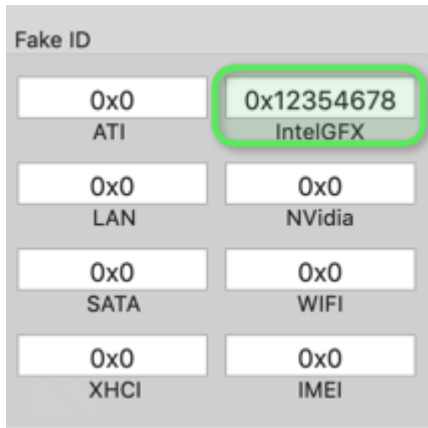 Fake ID
0x0 0x12354678
ATI IntelGFX
0x0 0x0
LAN NVidia
0x0 0x0
SATA WIFI
0x0 0x0
XHCI IMEI